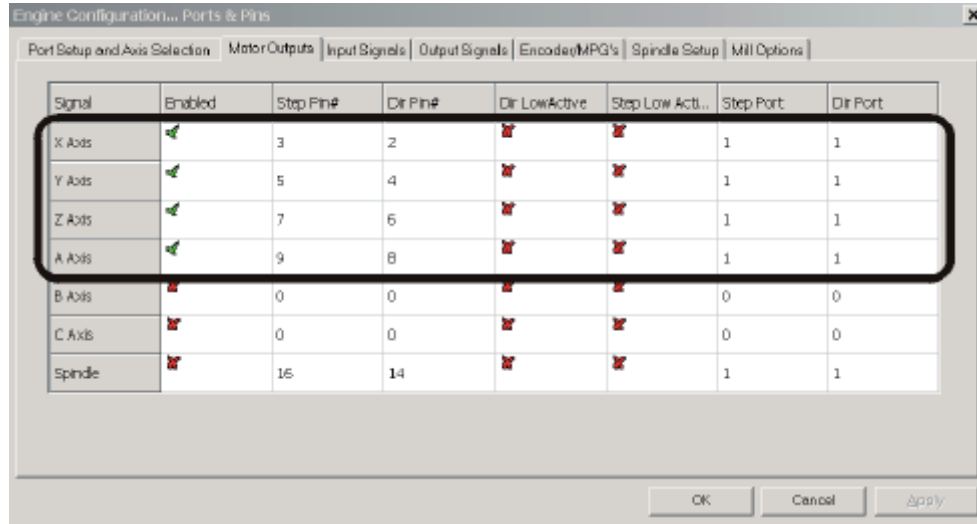 Engine Configuration... Ports & Pins
Port Setup and Axis Selection Motor Outputs Input Signals Output Signals Encoder/MPG's Spindle Setup Mill Options
Signal Enabled Step Pin# Dir Pin# Dir LowActive Step Low Acti... Step Port Dir Port
X Axis 3 2 1 1
Y Axis 5 4 1 1
Z Axis 7 6 1 1
A Axis 9 8 1 1
B Axis 0 0 0 0
C Axis 0 0 0 0
Spindle 16 14 1 1
OK Cancel Apply